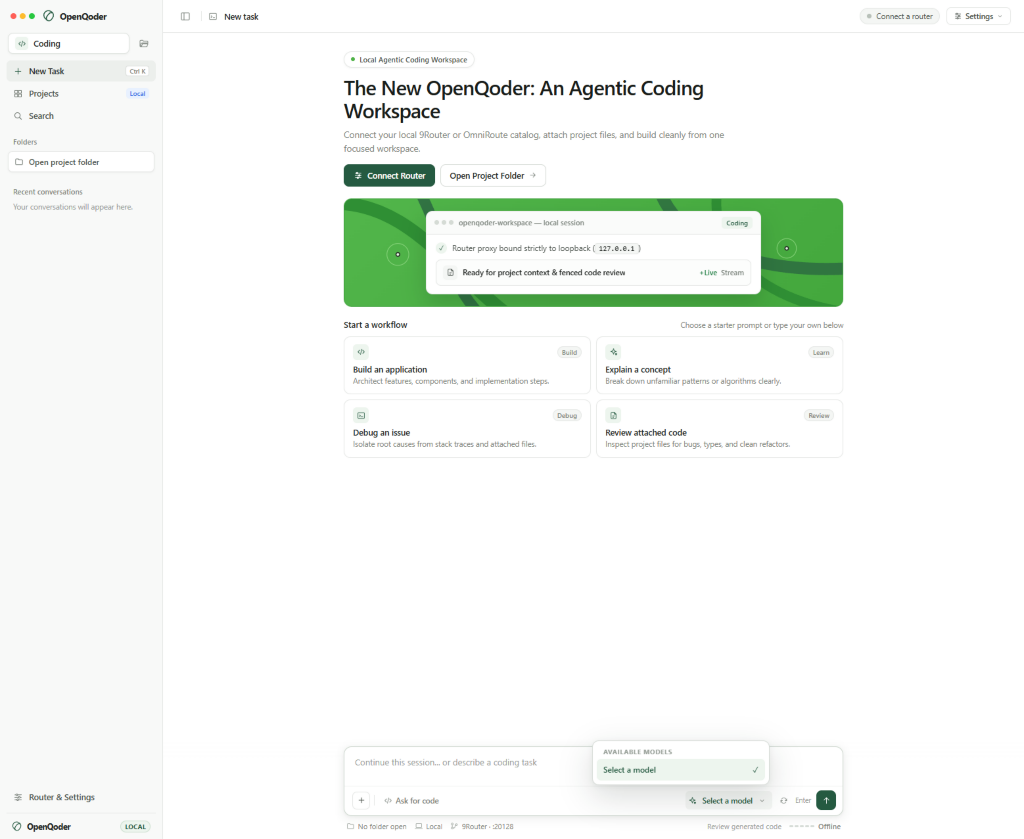 OpenQoder
Coding
New Task Ctrl K
Projects Local
Search
Folders
Open project folder
Recent conversations
Your conversations will appear here.
Router & Settings
OpenQoder LOCAL
New task
Connect a router
Settings
Local Agentic Coding Workspace
The New OpenQoder: An Agentic Coding
Workspace
Connect your local 9Router or OmniRoute catalog, attach project files, and build cleanly from one
focused workspace.
Connect Router
Open Project Folder →
openqoder-workspace — local session Coding
Router proxy bound strictly to loopback ( 127.0.0.1 )
Ready for project context & fenced code review +Live Stream
Start a workflow Choose a starter prompt or type your own below
Build
Build an application
Architect features, components, and implementation steps.
Learn
Explain a concept
Break down unfamiliar patterns or algorithms clearly.
Debug
Debug an issue
Isolate root causes from stack traces and attached files.
Review
Review attached code
Inspect project files for bugs, types, and clean refactors.
AVAILABLE MODELS
Select a model ✓
Continue this session... or describe a coding task
+ Ask for code Select a model Enter
No folder open Local 9Router · :20128 Review generated code Offline